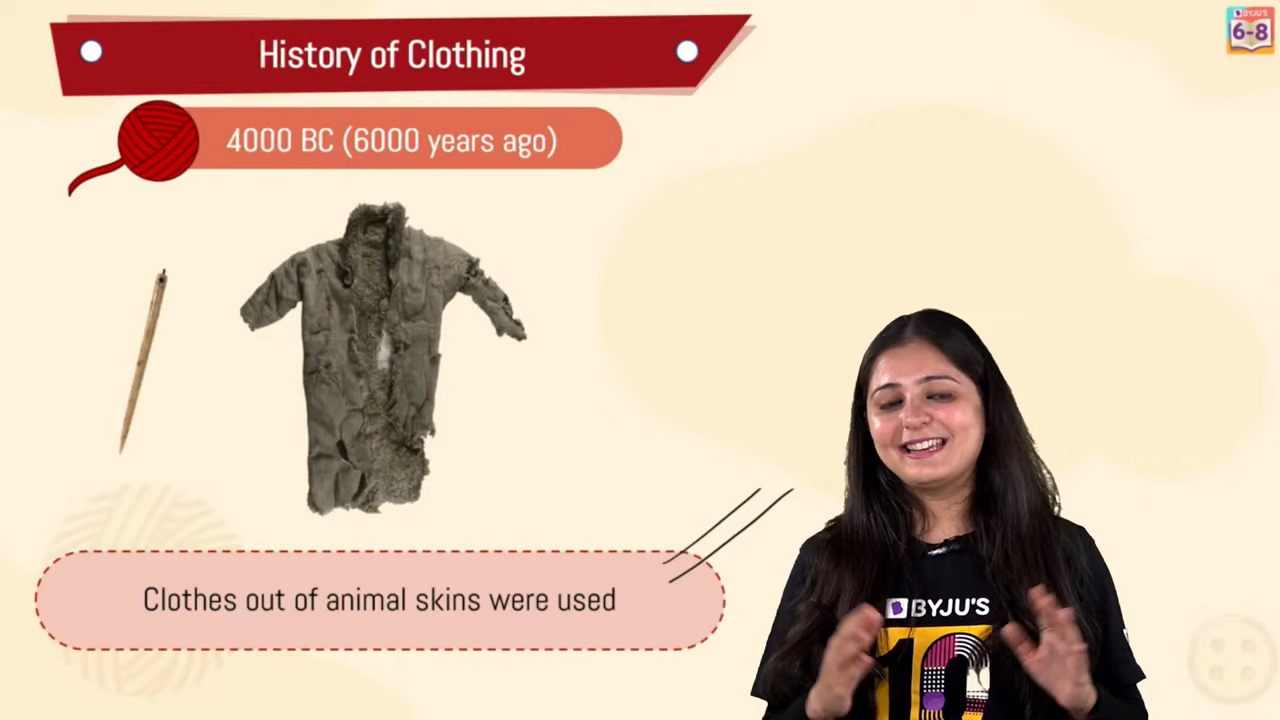 History of Clothing
BYJU'S
6-8
4000 BC (6000 years ago)
Clothes out of animal skins were used
BYJU'S
10